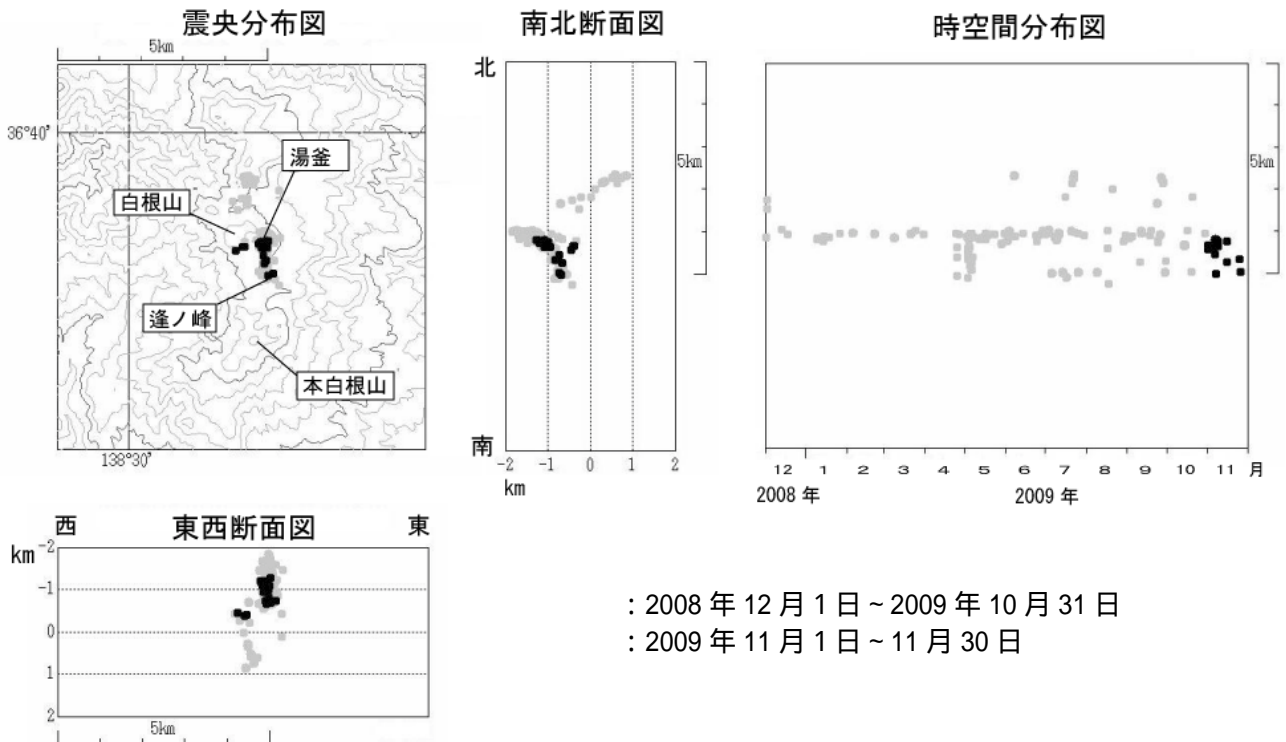 震央分布図
南北断面図
時空間分布図
5km
36°40'
湯釜
白根山
逢ノ峰
本白根山
138°30'
北
南
5km
-2 -1 0 1 2
km
5km
12 1 2 3 4 5 6 7 8 9 10 11 月
2008 年 2009 年
西 東西断面図 東
km
-2
-1
0
1
2
5km
: 2008 年 12 月 1 日 ~ 2009 年 10 月 31 日
: 2009 年 11 月 1 日 ~ 11 月 30 日